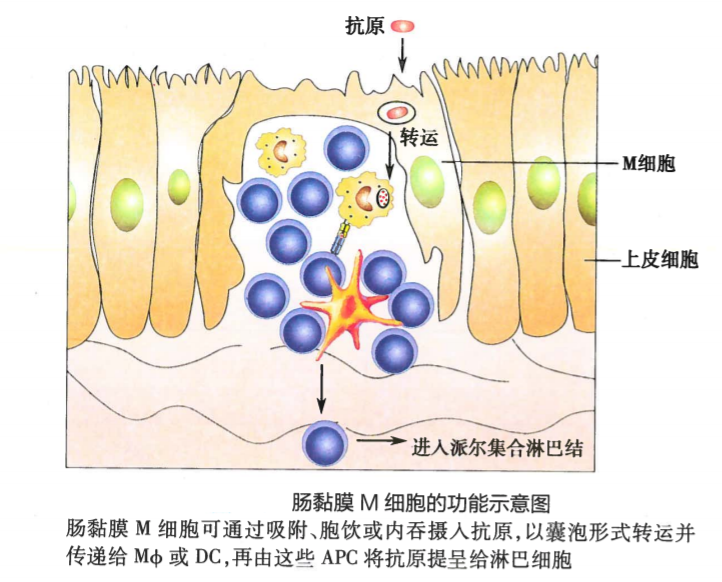 抗原
转运
M细胞
上皮细胞
进入派尔集合淋巴结
肠黏膜 M 细胞的功能示意图
肠黏膜 M 细胞可通过吸附、胞饮或内吞摄入抗原,以囊泡形式转运并
传递给 Mφ 或 DC,再由这些 APC 将抗原提呈给淋巴细胞